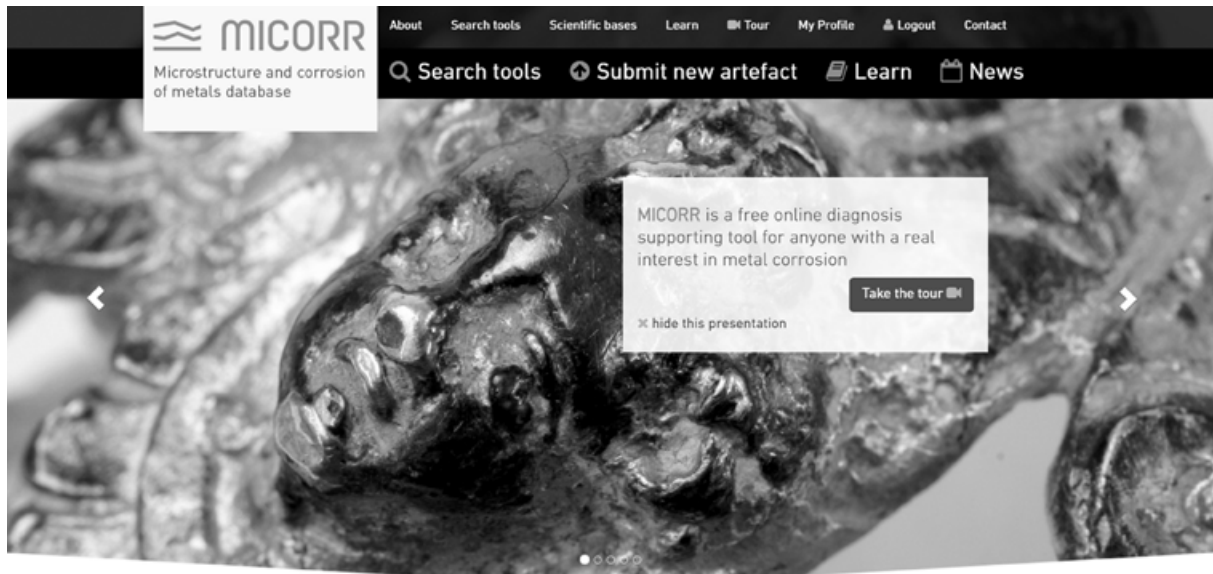 MICORR
Microstructure and corrosion
of metals database
About Search tools Scientific bases Learn Tour My Profile Logout Contact
Search tools Submit new artefact Learn News
MICORR is a free online diagnosis
supporting tool for anyone with a real
interest in metal corrosion
Take the tour
hide this presentation